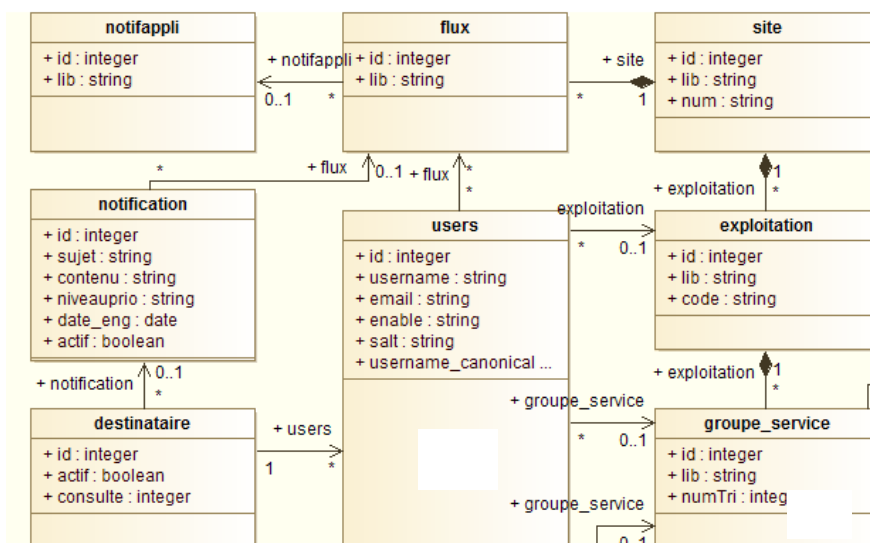 notifappli
+ id : integer
+ lib : string
+ notifappli
0..1
*
flux
+ id : integer
+ lib : string
+ site
*
1
site
+ id : integer
+ lib : string
+ num : string
*
+ flux
0..1
+ flux
*
*
1
+ exploitation
*
notification
+ id : integer
+ sujet : string
+ contenu : string
+ niveauprio : string
+ date_eng : date
+ actif : boolean
users
+ id : integer
+ username : string
+ email : string
+ enable : string
+ salt : string
+ username_canonical ...
exploitation
*
0..1
exploitation
+ id : integer
+ lib : string
+ code : string
+ notification
0..1
*
+ exploitation
1
*
destinataire
+ id : integer
+ actif : boolean
+ consulte : integer
+ users
1
*
+ groupe_service
*
0..1
groupe_service
+ id : integer
+ lib : string
+ numTri : integ
+ groupe_service
0..1